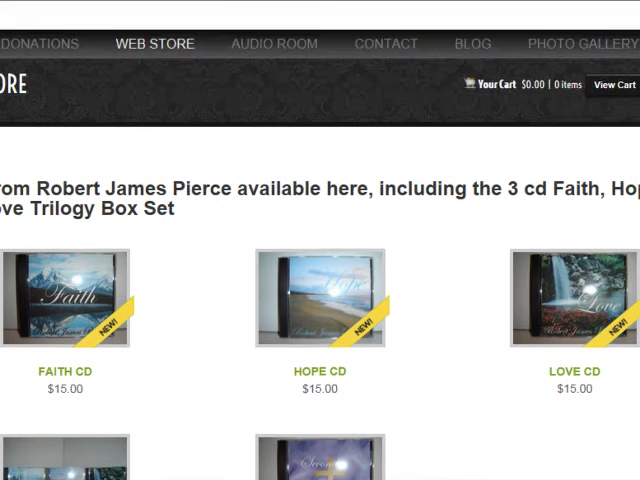 DONATIONS WEB STORE AUDIO ROOM CONTACT BLOG PHOTO GALLERY
ORE
Your Cart $0.00 | 0 items View Cart
rom Robert James Pierce available here, including the 3 cd Faith, Hop
ove Trilogy Box Set
Faith
Hope
Love
NEW!
NEW!
NEW!
Robert James
FAITH CD
HOPE CD
LOVE CD
$15.00
$15.00
$15.00